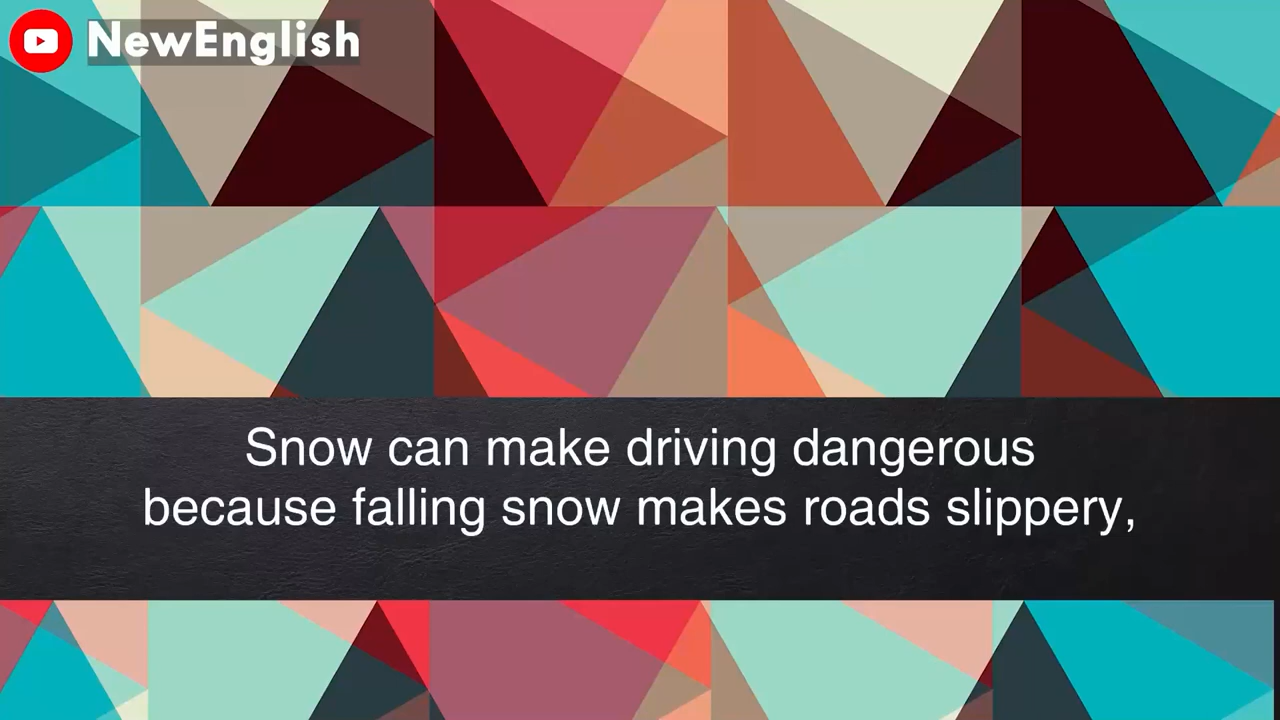 NewEnglish
Snow can make driving dangerous
because falling snow makes roads slippery,